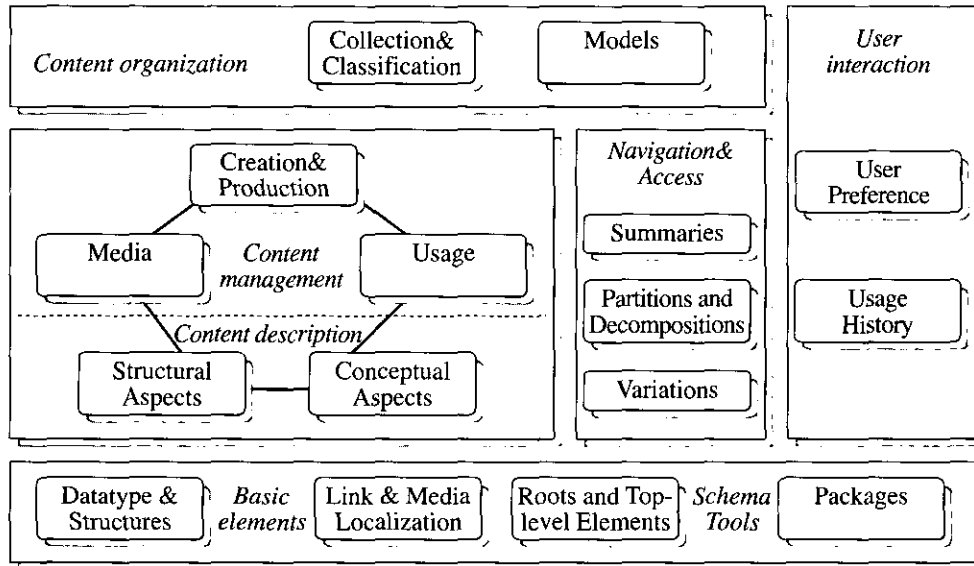 Content organization
Collection&
Classification
Models
User
interaction
Creation&
Production
Media
Content
management
Usage
Content description
Structural
Aspects
Conceptual
Aspects
Navigation&
Access
Summaries
Partitions and
Decompositions
Variations
User
Preference
Usage
History
Datatype &
Structures
Basic
elements
Link & Media
Localization
Roots and Top-
level Elements
Schema
Tools
Packages